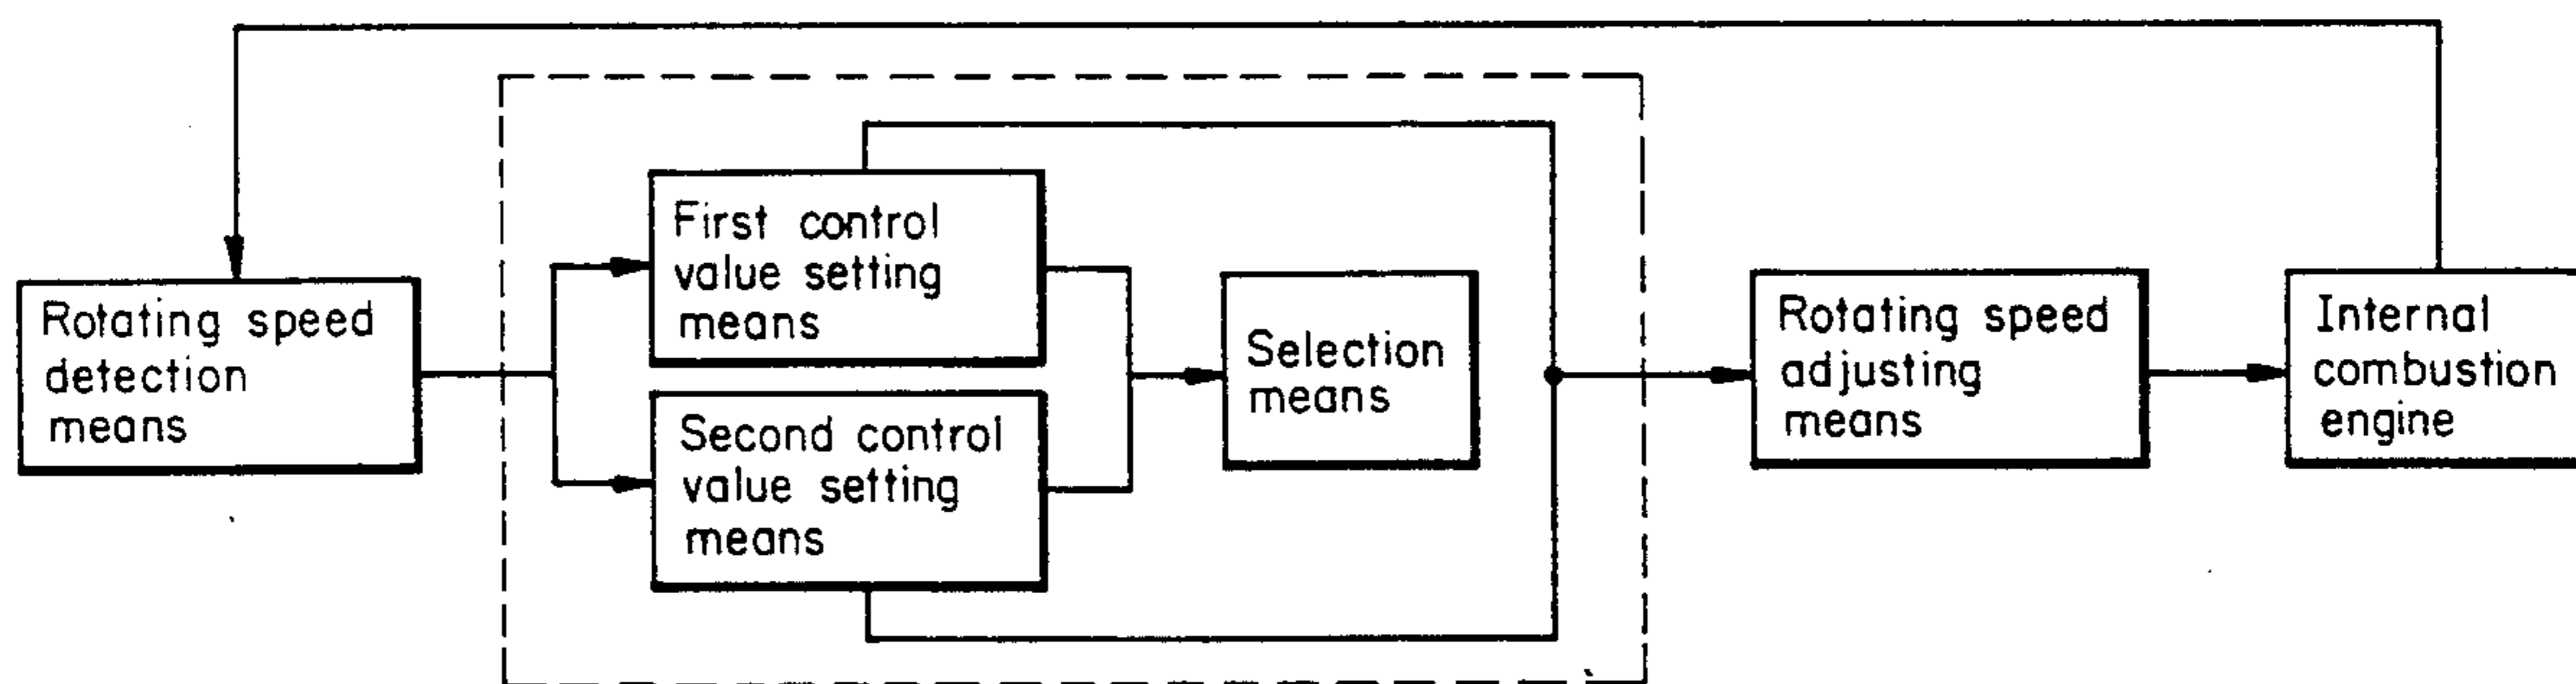 Rotating speed
detection
means
First control
value setting
means
Second control
value setting
means
Selection
means
Rotating speed
adjusting
means
Internal
combustion
engine